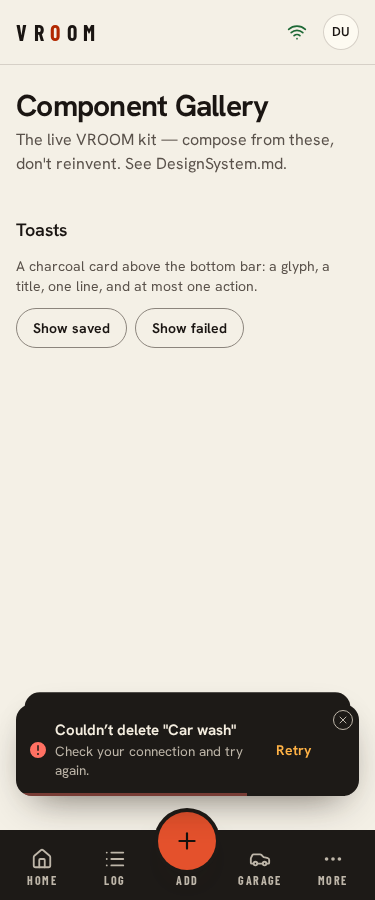 VROOM
DU
Component Gallery
The live VROOM kit — compose from these,
don't reinvent. See DesignSystem.md.
Toasts
A charcoal card above the bottom bar: a glyph, a
title, one line, and at most one action.
Show saved
Show failed
Couldn’t delete "Car wash"
Check your connection and try
again.
Retry
HOME
LOG
ADD
GARAGE
MORE